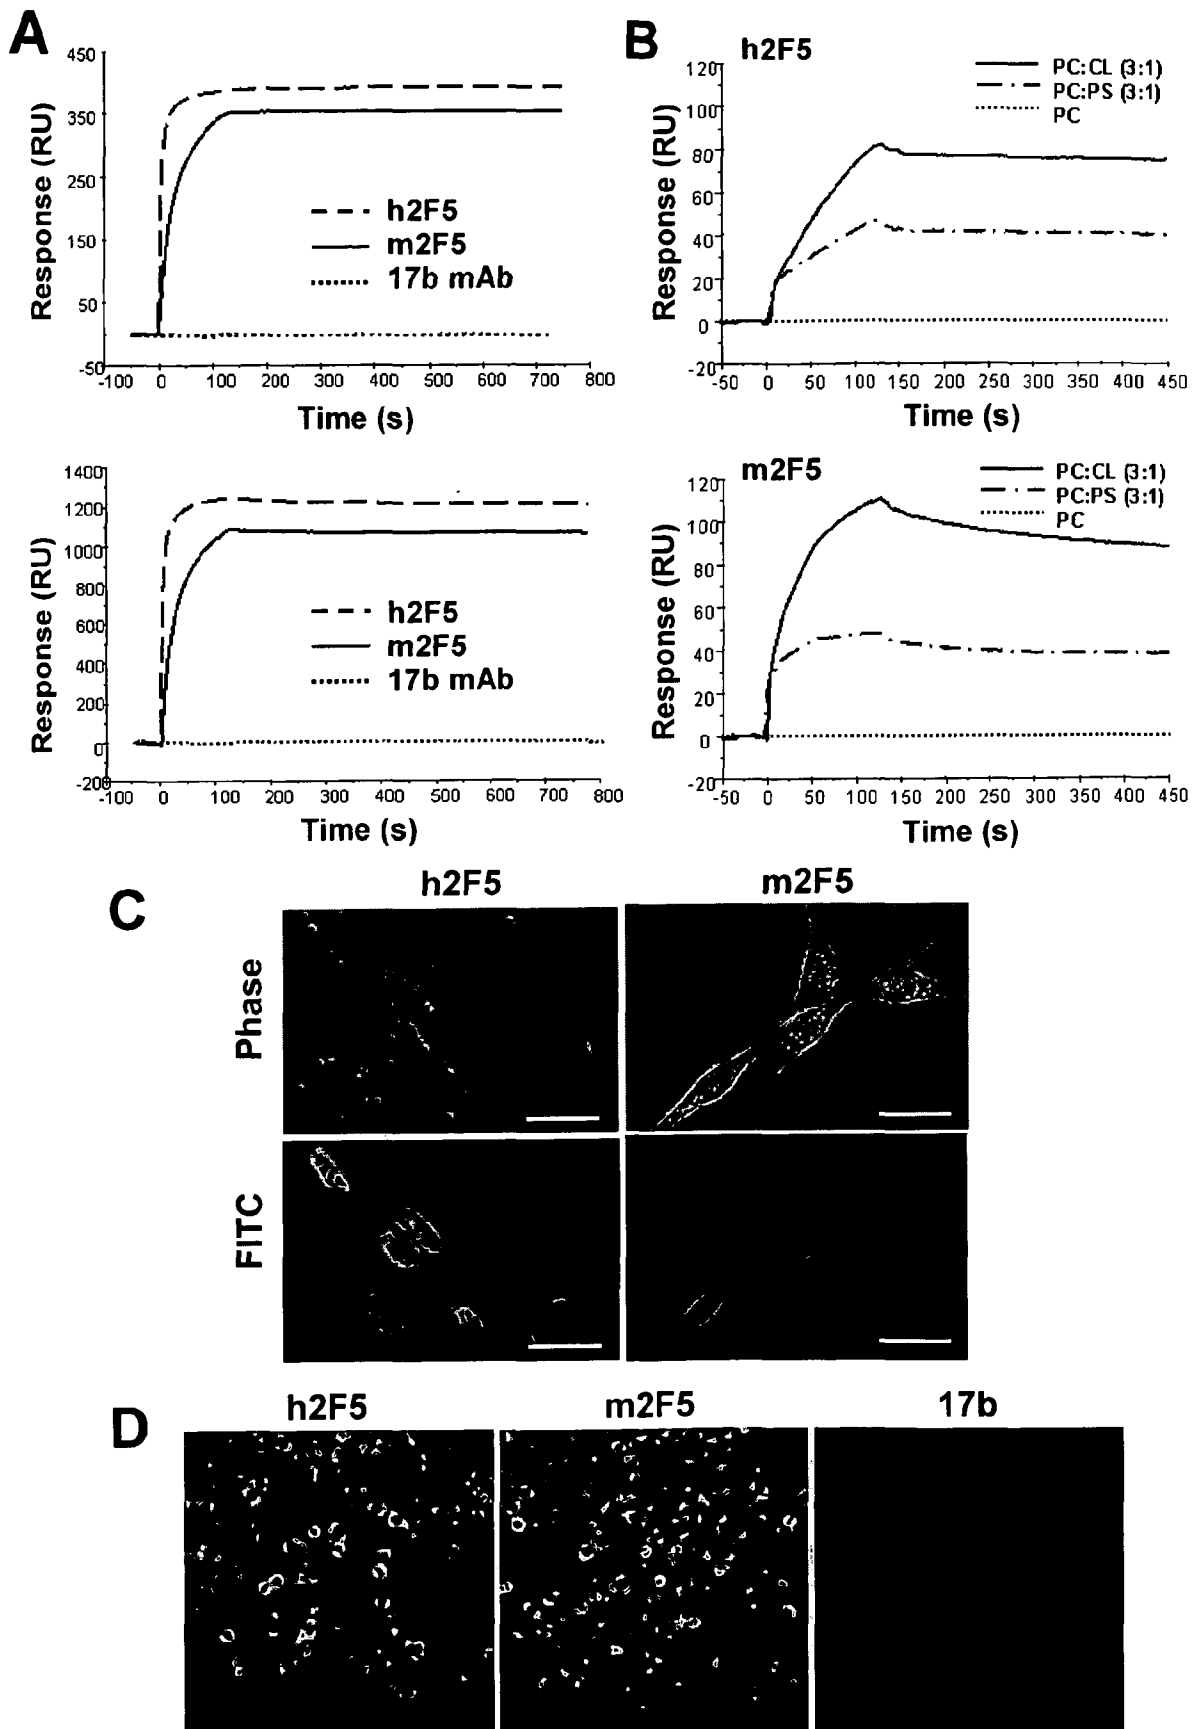 A
450
350
250
150
50
-50
Response (RU)
h2F5
m2F5
17b mAb
-100 0 100 200 300 400 500 600 700 800
Time (s)
1400
1200
1000
800
600
400
200
0
-200
Response (RU)
h2F5
m2F5
17b mAb
-100 0 100 200 300 400 500 600 700 800
Time (s)
B
h2F5
PC:CL (3:1)
PC:PS (3:1)
PC
120
100
80
60
40
20
0
-20
Response (RU)
-50 0 50 100 150 200 250 300 350 400 450
Time (s)
m2F5
PC:CL (3:1)
PC:PS (3:1)
PC
120
100
80
60
40
20
0
-20
Response (RU)
-50 0 50 100 150 200 250 300 350 400 450
Time (s)
C
h2F5 m2F5
Phase
FITC
D
h2F5 m2F5 17b